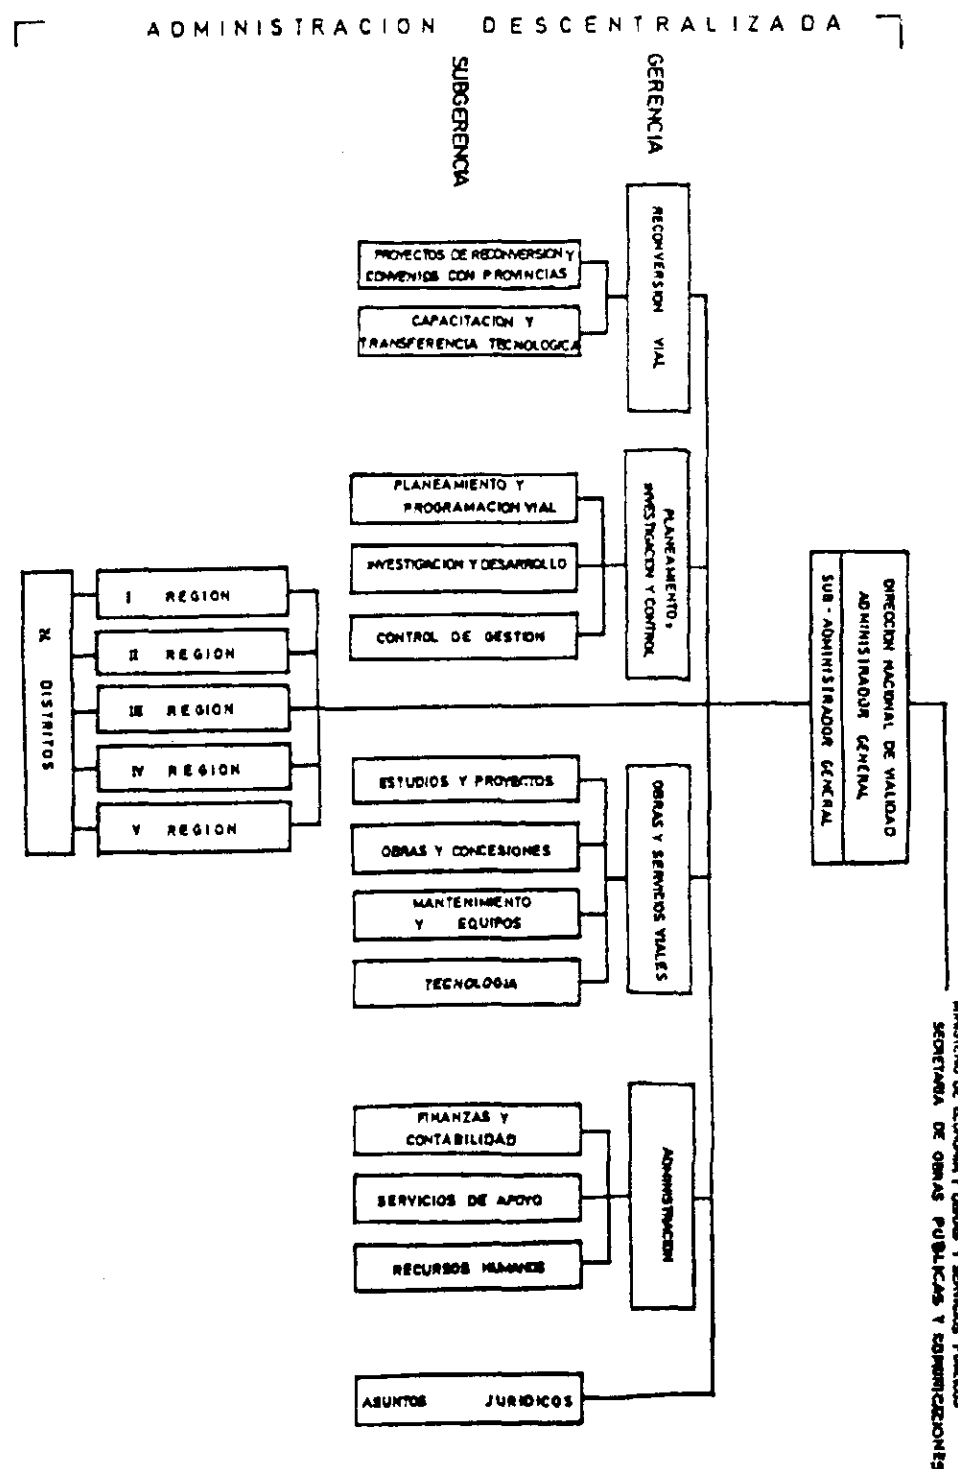 ADMINISTRACION DESCENTRALIZADA
SECRETARIA DE OBRAS PUBLICAS Y COMUNICACIONES
DIRECCION NACIONAL DE VIALIDAD
ADMINISTRADOR GENERAL
SUB - ADMINISTRADOR GENERAL
GERENCIA
SUBGERENCIA
RECONVERSION VIAL
PROYECTOS DE RECONVERSION Y
CONVENIOS CON PROVINCIAS
CAPACITACION Y
TRANSFERENCIA TECNOLOGICA
PLANEAMIENTO,
INVESTIGACION Y CONTROL
PLANEAMIENTO Y
PROGRAMACION VIAL
INVESTIGACION Y DESARROLLO
CONTROL DE GESTION
OBRAS Y SERVICIOS VIALES
ESTUDIOS Y PROYECTOS
OBRAS Y CONCESIONES
MANTENIMIENTO
Y EQUIPOS
TECNOLOGIA
ADMINISTRACION
FINANZAS Y
CONTABILIDAD
SERVICIOS DE APOYO
RECURSOS HUMANOS
ASUNTOS JURIDICOS
I REGION
II REGION
III REGION
IV REGION
V REGION
DISTRITOS